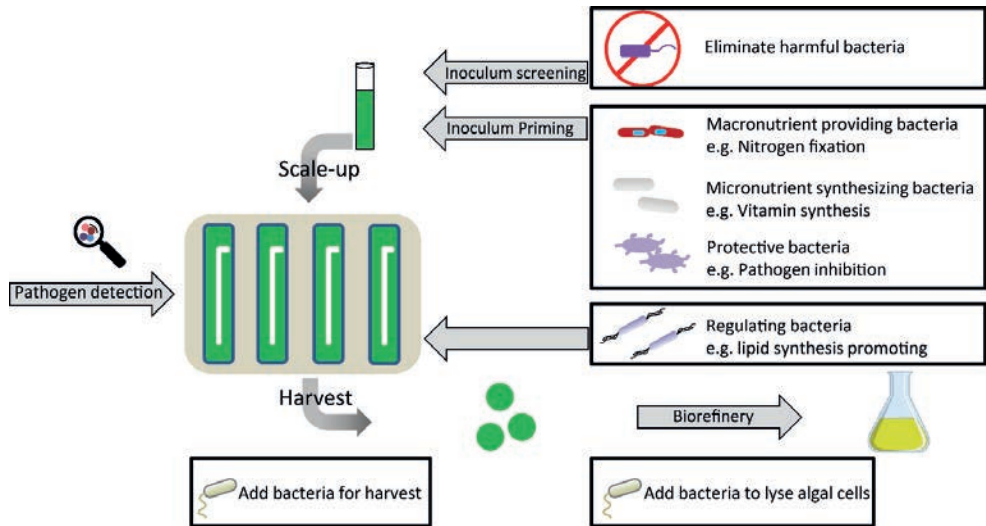 Eliminate harmful bacteria
Inoculum screening
Inoculum Priming
Macronutrient providing bacteria
e.g. Nitrogen fixation
Scale-up
Micronutrient synthesizing bacteria
e.g. Vitamin synthesis
Protective bacteria
e.g. Pathogen inhibition
Pathogen detection
Regulating bacteria
e.g. lipid synthesis promoting
Harvest
Biorefinery
Add bacteria for harvest
Add bacteria to lyse algal cells